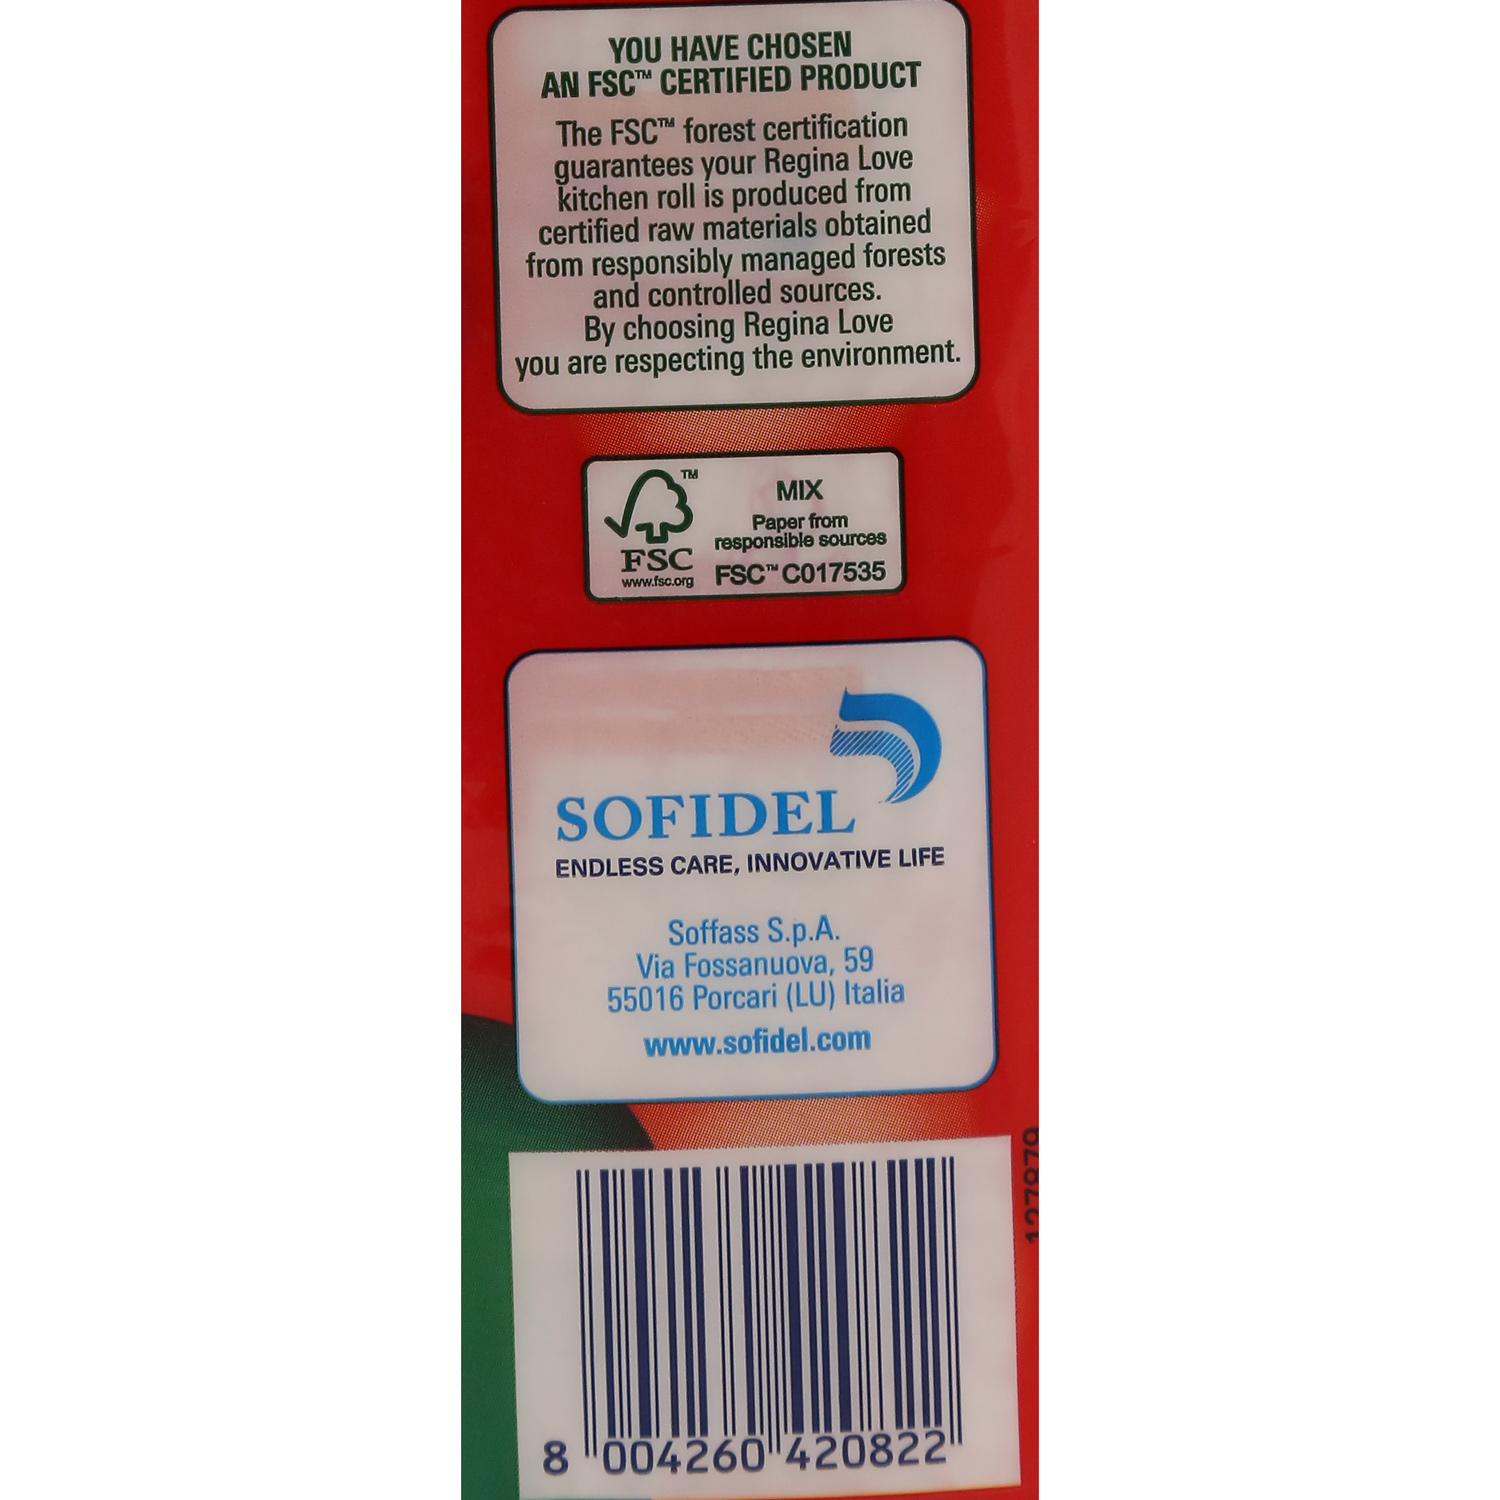 YOU HAVE CHOSEN
AN FSC™ CERTIFIED PRODUCT
The FSC™ forest certification
guarantees your Regina Love
kitchen roll is produced from
certified raw materials obtained
from responsibly managed forests
and controlled sources.
By choosing Regina Love
you are respecting the environment.
TM
FSC
www.fsc.org
MIX
Paper from
responsible sources
FSC™ C017535
SOFIDEL
ENDLESS CARE, INNOVATIVE LIFE
Soffass S.p.A.
Via Fossanuova, 59
55016 Porcari (LU) Italia
www.sofidel.com
127879
8 004260 420822